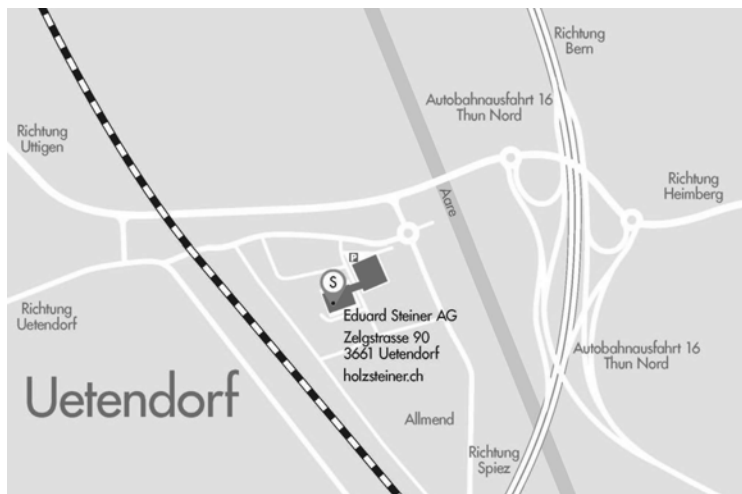 Richtung
Bern
Autobahnausfahrt 16
Thun Nord
Richtung
Uttigen
Richtung
Heimberg
Aare
P
S
Richtung
Uetendorf
Eduard Steiner AG
Zelgstrasse 90
3661 Uetendorf
holzsteiner.ch
Autobahnausfahrt 16
Thun Nord
Uetendorf
Allmend
Richtung
Spiez